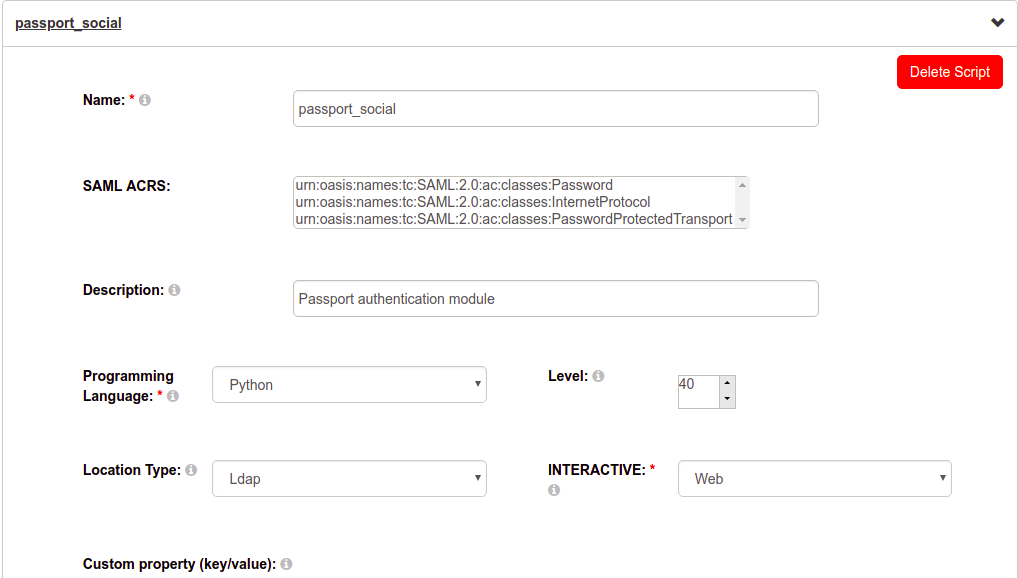 passport_social
Delete Script
Name: *
passport_social
SAML ACRS:
urn:oasis:names:tc:SAML:2.0:ac:classes:Password
urn:oasis:names:tc:SAML:2.0:ac:classes:InternetProtocol
urn:oasis:names:tc:SAML:2.0:ac:classes:PasswordProtectedTransport
Description:
Passport authentication module
Programming
Language: *
Python
Level:
40
Location Type:
Ldap
INTERACTIVE: *
Web
Custom property (key/value):